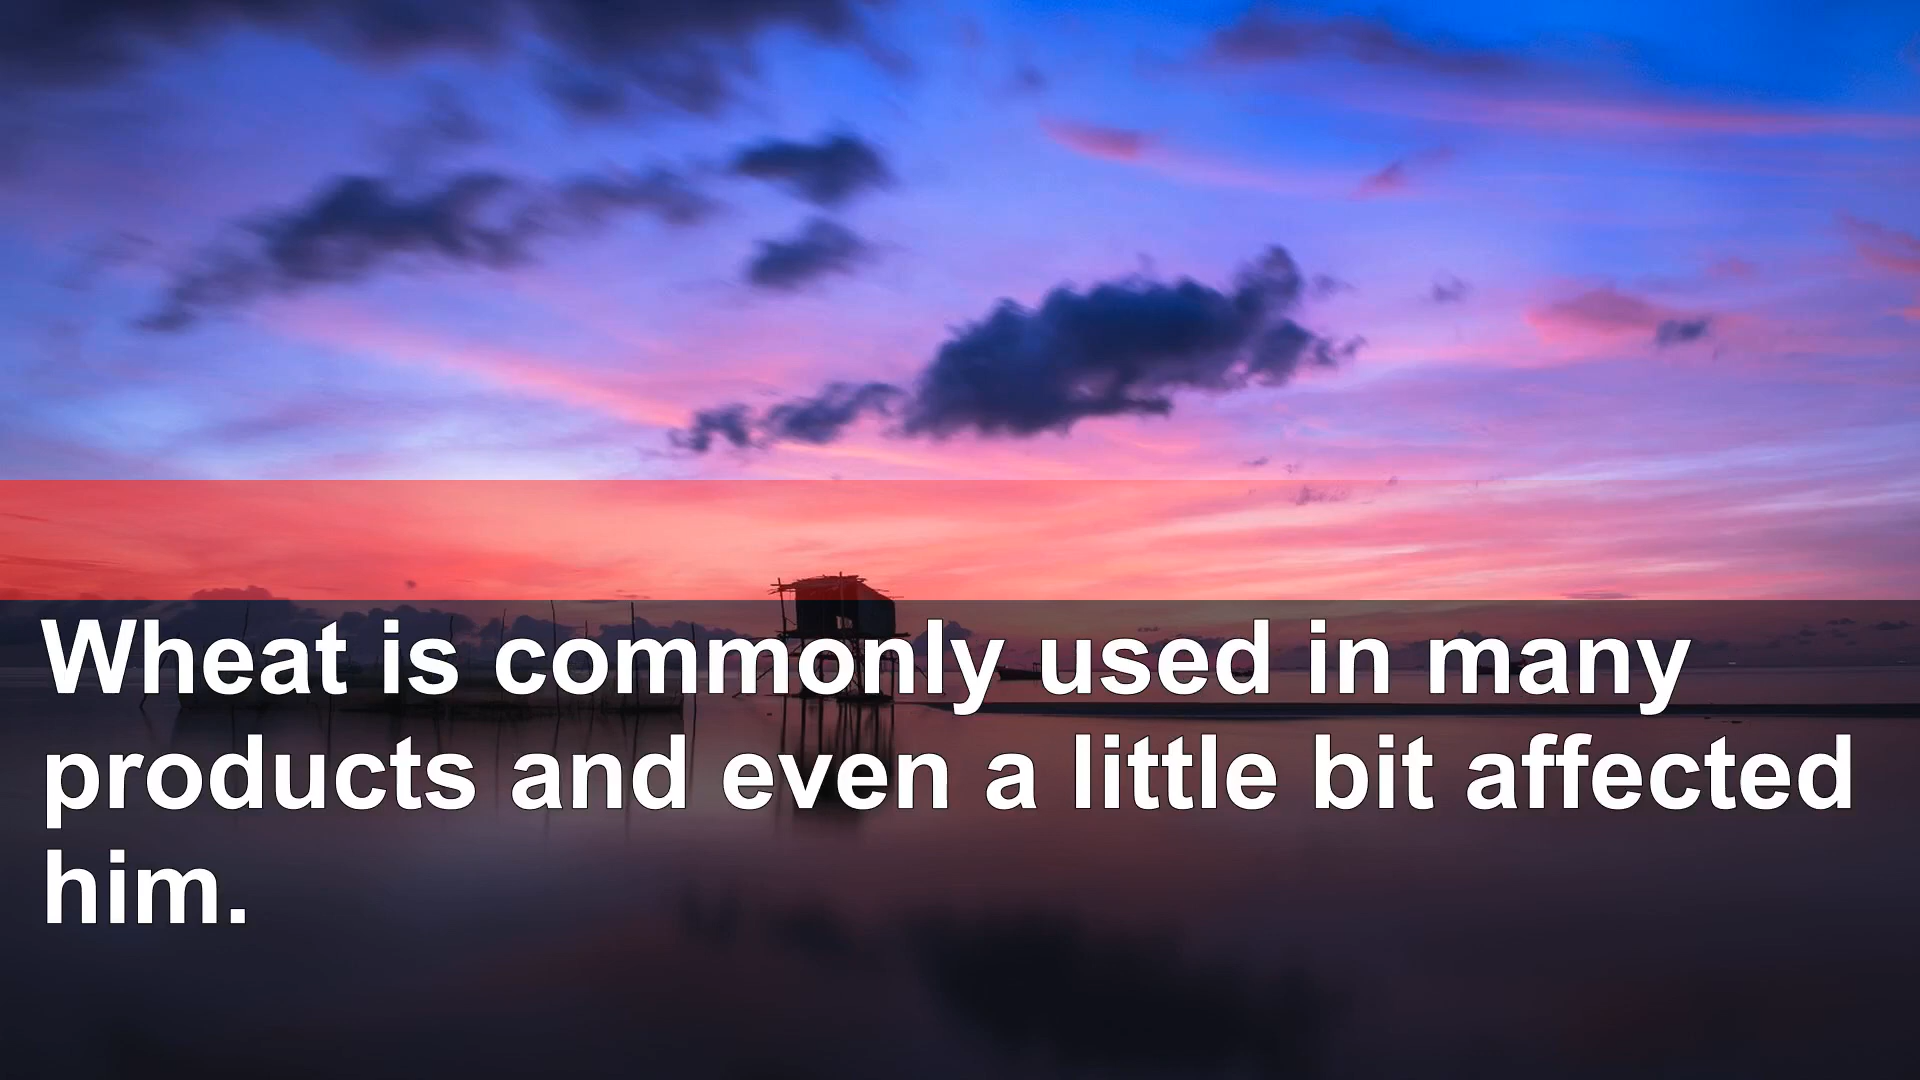 Wheat is commonly used in many
products and even a little bit affected
him.